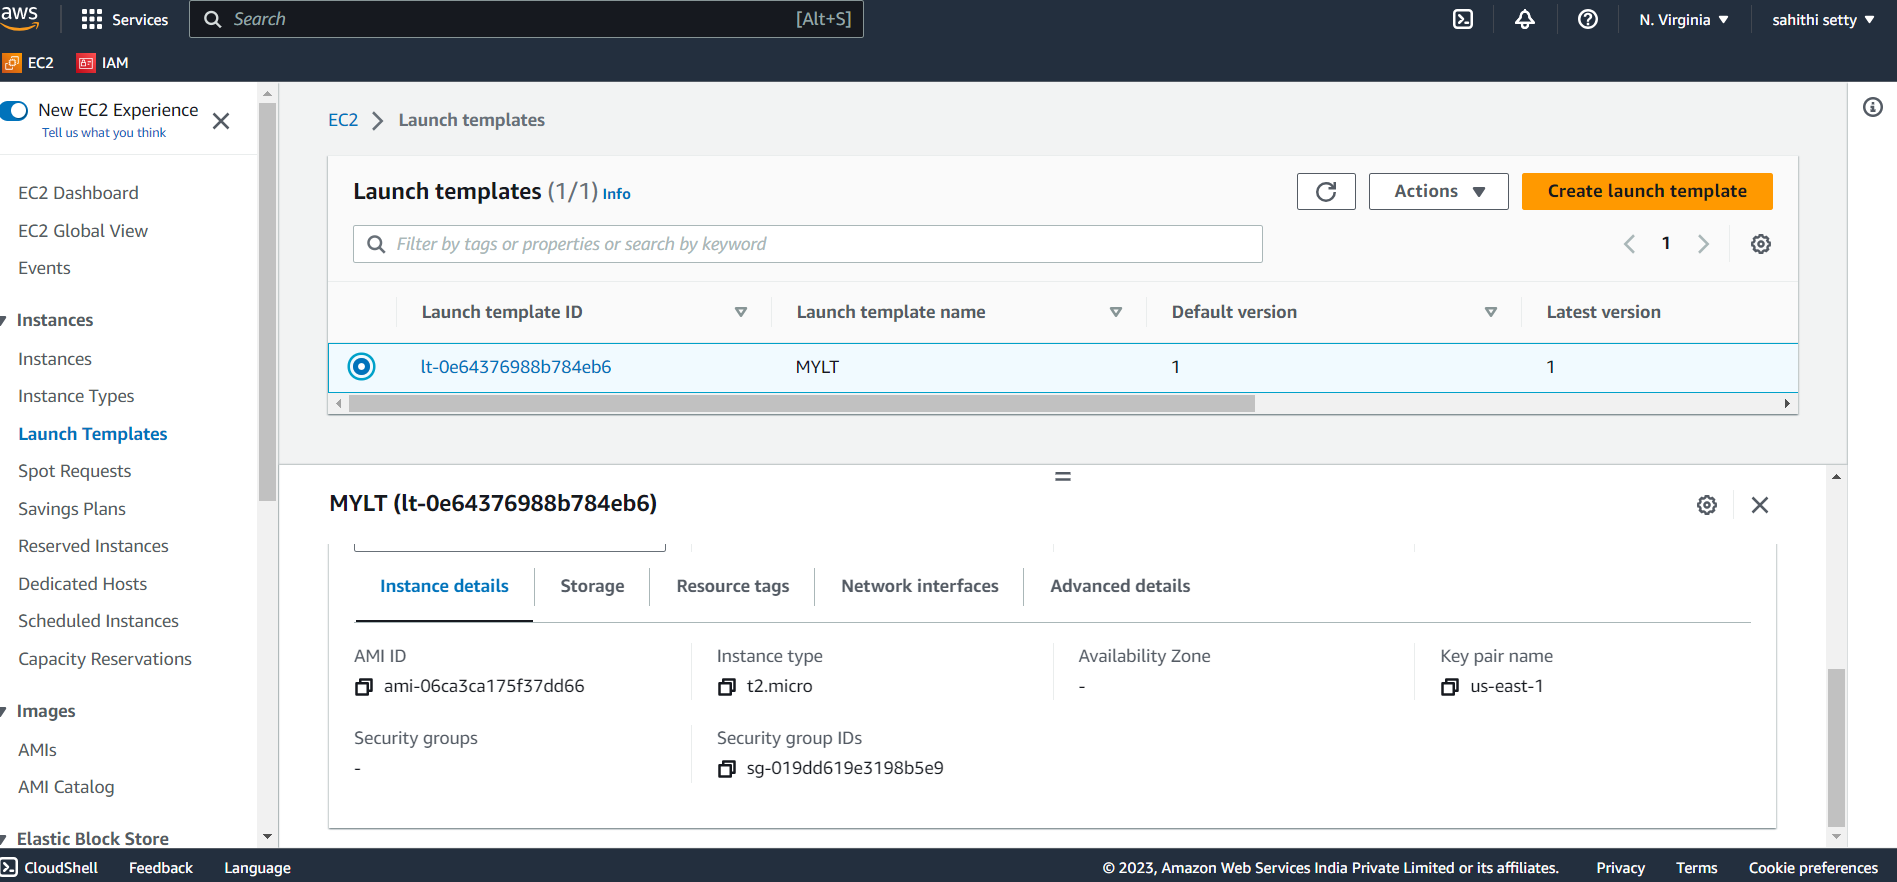 aws
Services
Search
[Alt+S]
N. Virginia
sahithi setty
EC2
IAM
New EC2 Experience
Tell us what you think
EC2 Dashboard
EC2 Global View
Events
Instances
Instances
Instance Types
Launch Templates
Spot Requests
Savings Plans
Reserved Instances
Dedicated Hosts
Scheduled Instances
Capacity Reservations
Images
AMIs
AMI Catalog
Elastic Block Store
EC2 > Launch templates
Launch templates (1/1) Info
Actions
Create launch template
Filter by tags or properties or search by keyword
1
Launch template ID
Launch template name
Default version
Latest version
lt-0e64376988b784eb6
MYLT
1
1
MYLT (lt-0e64376988b784eb6)
Instance details
Storage
Resource tags
Network interfaces
Advanced details
AMI ID
ami-06ca3ca175f37dd66
Instance type
t2.micro
Availability Zone
-
Key pair name
us-east-1
Security groups
-
Security group IDs
sg-019dd619e3198b5e9
CloudShell
Feedback
Language
© 2023, Amazon Web Services India Private Limited or its affiliates.
Privacy
Terms
Cookie preferences